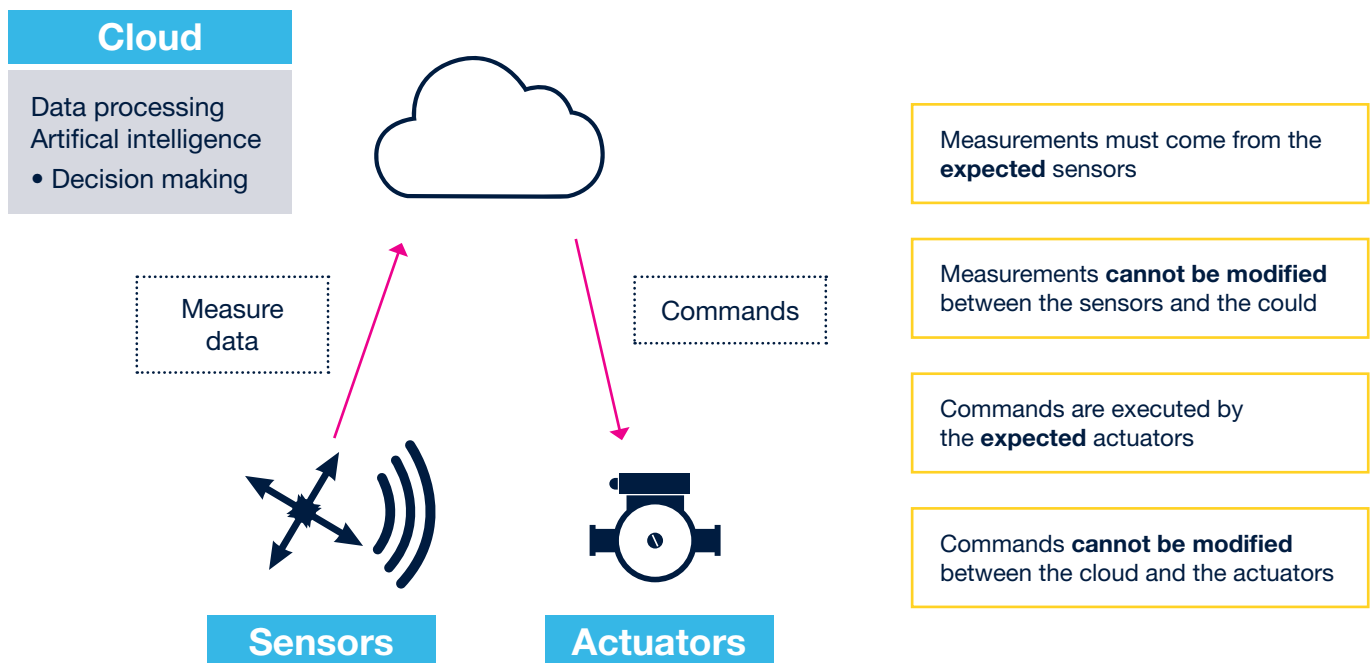 Cloud
Data processing
Artifical intelligence
• Decision making
Measure
data
Commands
Sensors
Actuators
Measurements must come from the
expected sensors
Measurements cannot be modified
between the sensors and the could
Commands are executed by
the expected actuators
Commands cannot be modified
between the cloud and the actuators